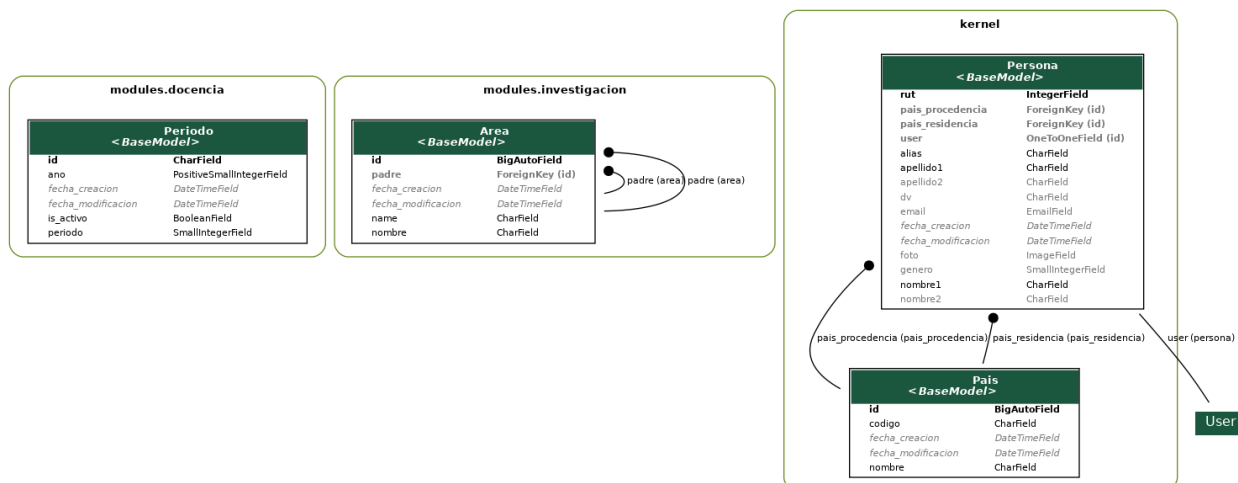 modules.docencia
Periodo
<BaseModel>
id CharField
ano PositiveSmallIntegerField
fecha_creacion DateTimeField
fecha_modificacion DateTimeField
is_activo BooleanField
periodo SmallIntegerField
modules.investigacion
Area
<BaseModel>
id BigAutoField
padre ForeignKey (id)
fecha_creacion DateTimeField
fecha_modificacion DateTimeField
name CharField
nombre CharField
padre (area) padre (area)
kernel
Persona
<BaseModel>
rut IntegerField
pais_procedencia ForeignKey (id)
pais_residencia ForeignKey (id)
user OneToOneField (id)
alias CharField
apellido1 CharField
apellido2 CharField
dv CharField
email EmailField
fecha_creacion DateTimeField
fecha_modificacion DateTimeField
foto ImageField
genero SmallIntegerField
nombre1 CharField
nombre2 CharField
pais_procedencia (pais_procedencia) pais_residencia (pais_residencia) user (persona)
Pais
<BaseModel>
id BigAutoField
codigo CharField
fecha_creacion DateTimeField
fecha_modificacion DateTimeField
nombre CharField
User